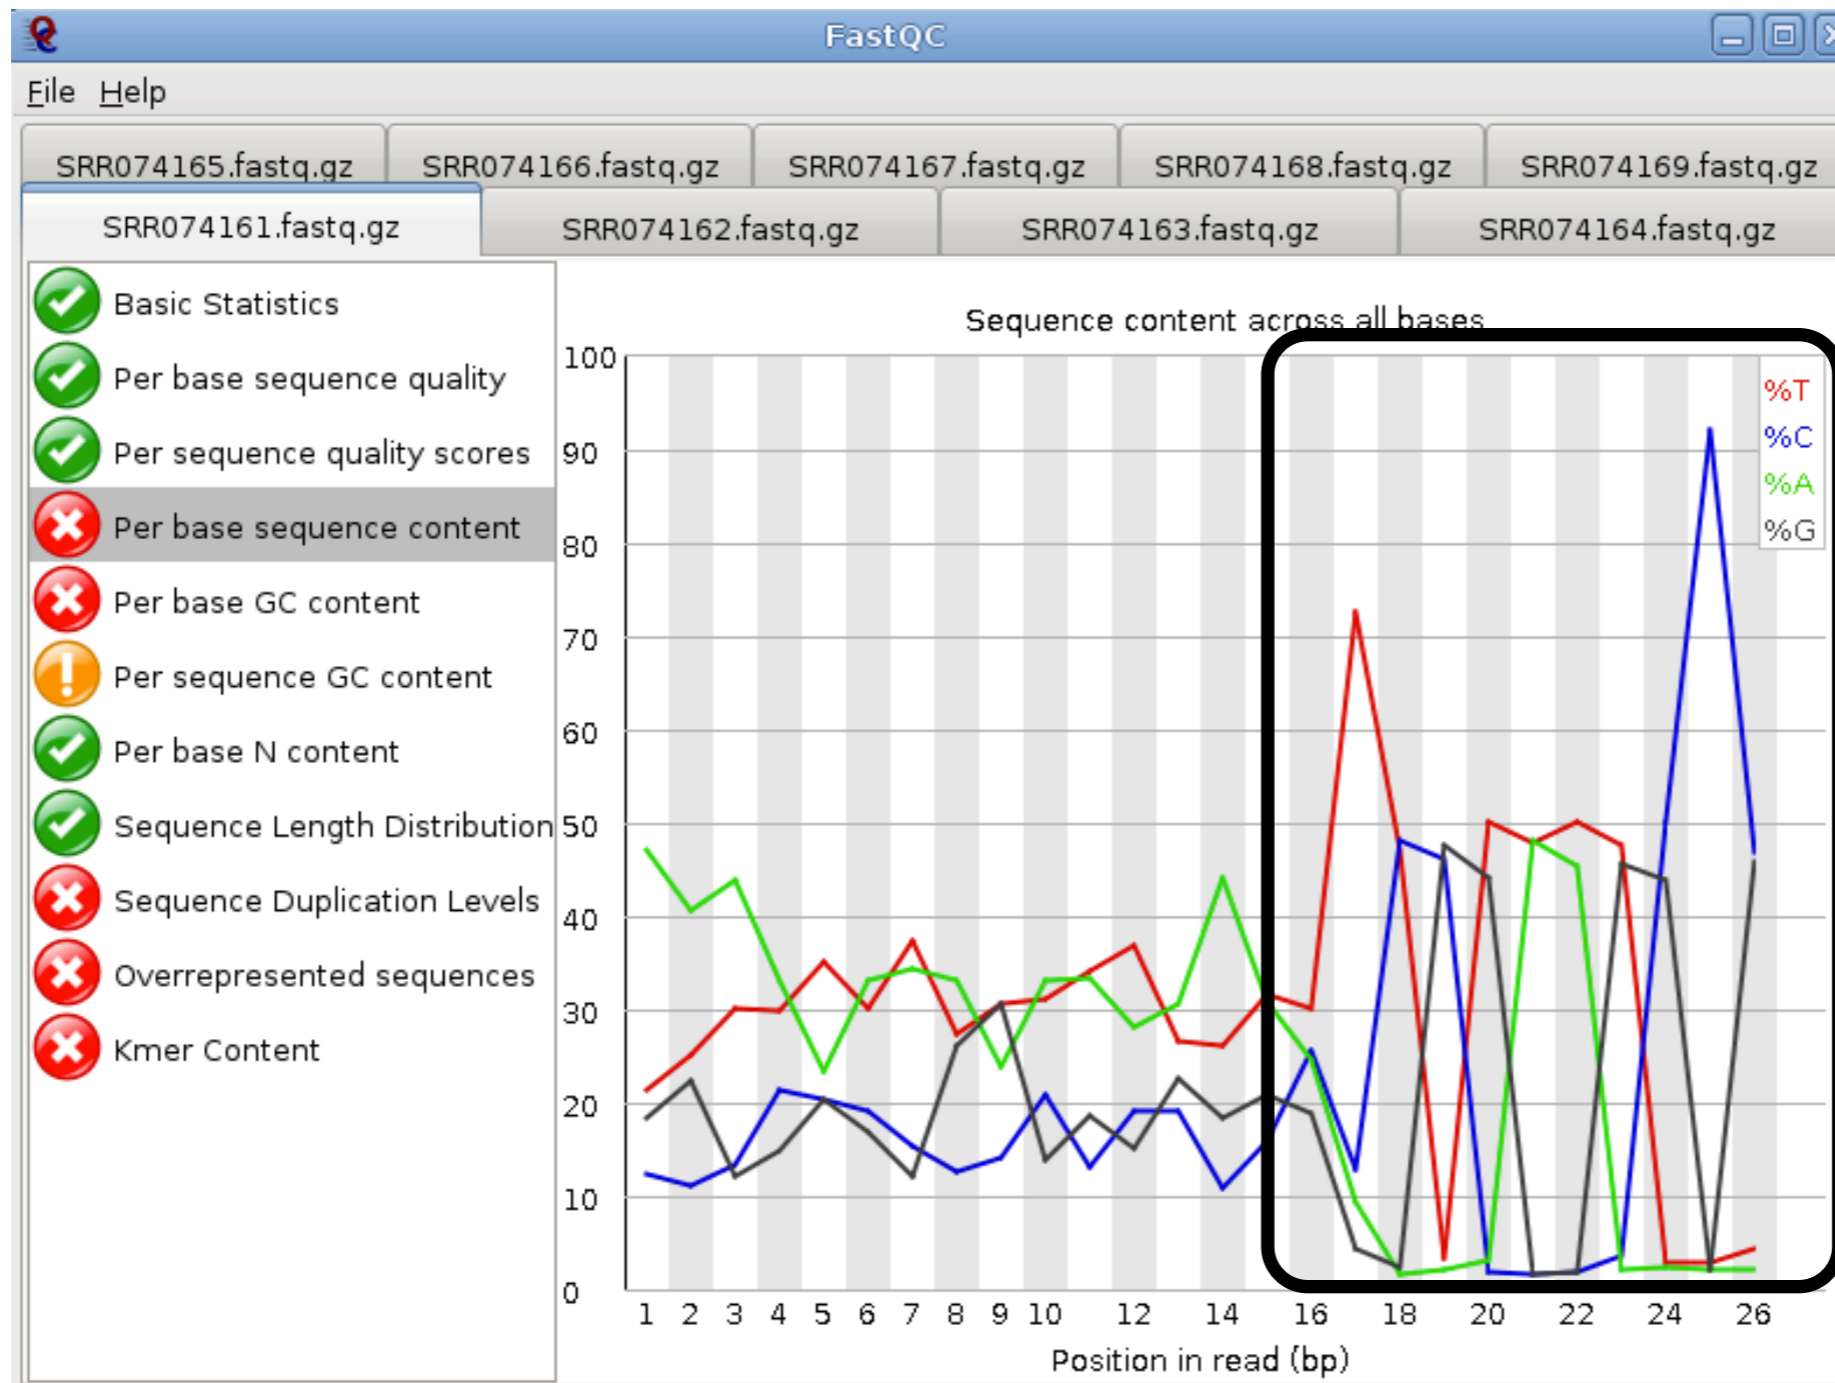 FastQC
File Help
SRR074165.fastq.gz SRR074166.fastq.gz SRR074167.fastq.gz SRR074168.fastq.gz SRR074169.fastq.gz
SRR074161.fastq.gz SRR074162.fastq.gz SRR074163.fastq.gz SRR074164.fastq.gz
Basic Statistics
Per base sequence quality
Per sequence quality scores
Per base sequence content
Per base GC content
Per sequence GC content
Per base N content
Sequence Length Distribution
Sequence Duplication Levels
Overrepresented sequences
Kmer Content
Sequence content across all bases
100
90
80
70
60
50
40
30
20
10
0
%T
%C
%A
%G
1 2 3 4 5 6 7 8 9 10 12 14 16 18 20 22 24 26
Position in read (bp)